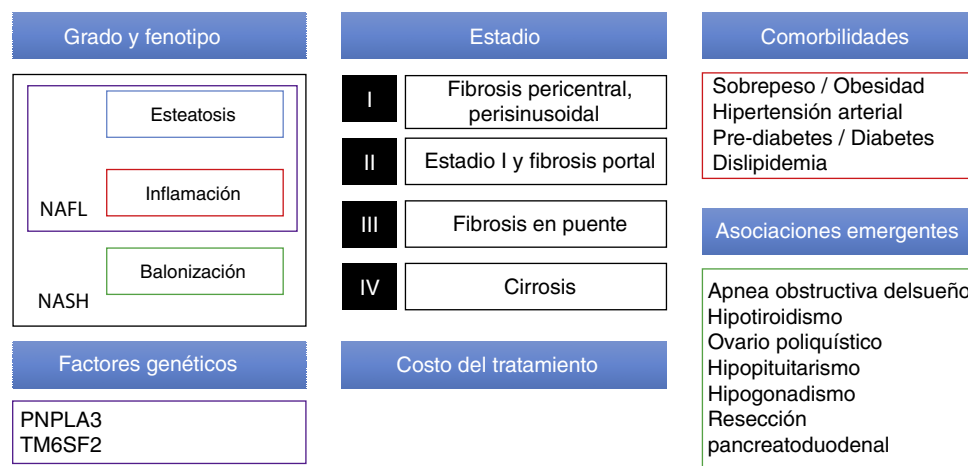 Grado y fenotipo
Esteatosis
Inflamación
NAFL
Balonización
NASH
Factores genéticos
PNPLA3
TM6SF2
Estadio
I
Fibrosis pericentral,
perisinusoidal
II
Estadio I y fibrosis portal
III
Fibrosis en puente
IV
Cirrosis
Costo del tratamiento
Comorbilidades
Sobrepeso / Obesidad
Hipertensión arterial
Pre-diabetes / Diabetes
Dislipidemia
Asociaciones emergentes
Apnea obstructiva delsueño
Hipotiroidismo
Ovario poliquístico
Hipopituitarismo
Hipogonadismo
Resección
pancreatoduodenal